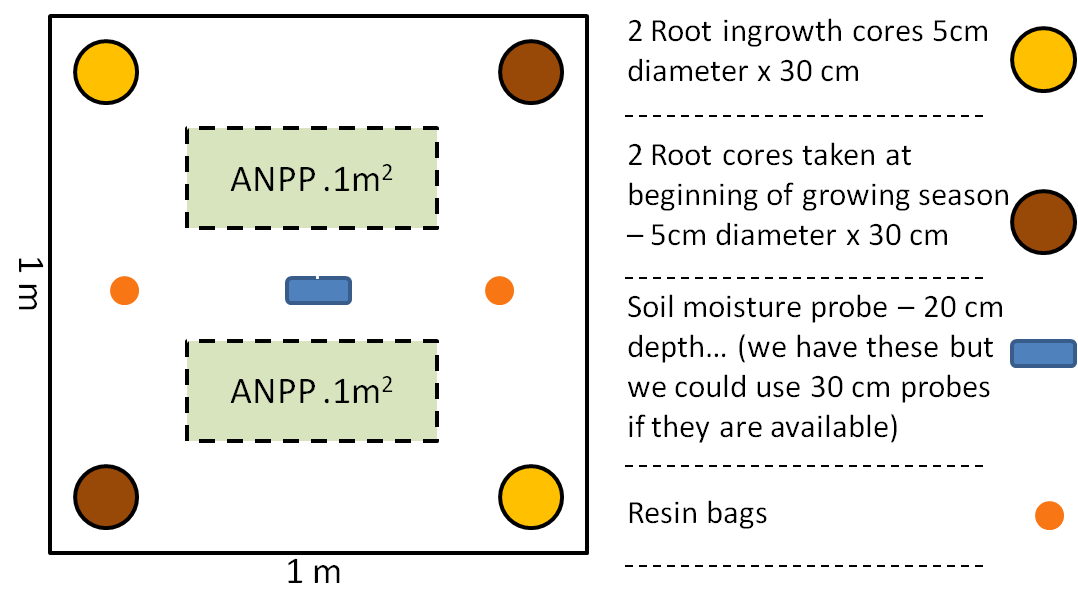 ANPP .1m²
1 m
ANPP .1m²
1 m
2 Root ingrowth cores 5cm
diameter x 30 cm
2 Root cores taken at
beginning of growing season
– 5cm diameter x 30 cm
Soil moisture probe – 20 cm
depth… (we have these but
we could use 30 cm probes
if they are available)
Resin bags